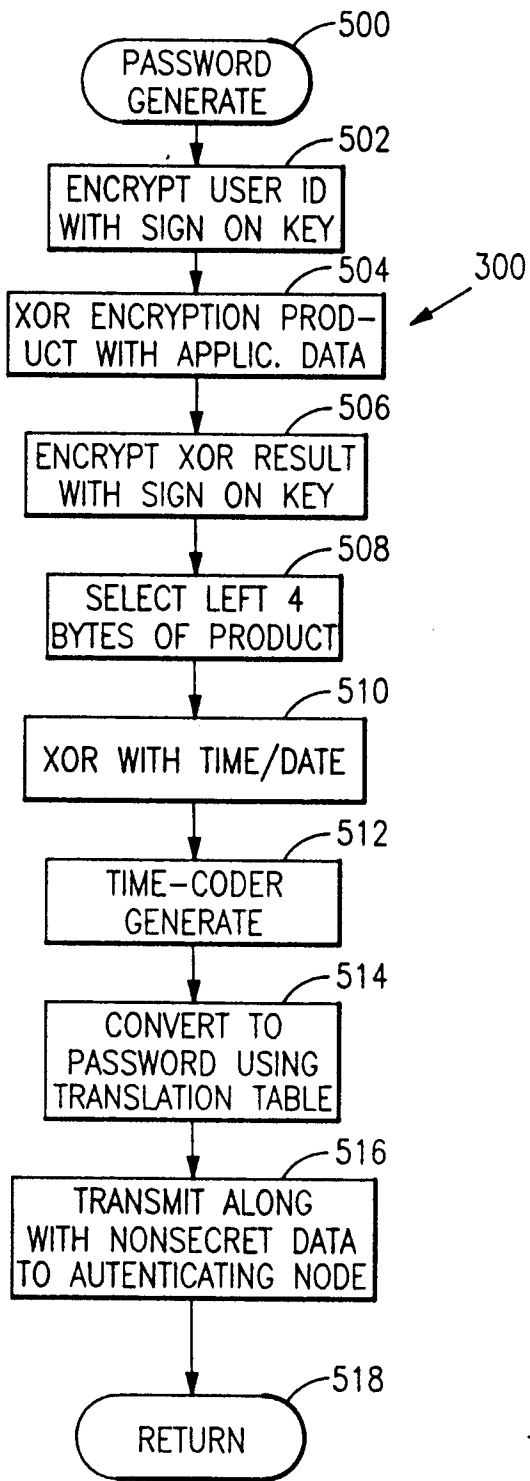 500
PASSWORD
GENERATE
502
ENCRYPT USER ID
WITH SIGN ON KEY
504
300
XOR ENCRYPTION PROD-
UCT WITH APPLIC. DATA
506
ENCRYPT XOR RESULT
WITH SIGN ON KEY
508
SELECT LEFT 4
BYTES OF PRODUCT
510
XOR WITH TIME/DATE
512
TIME-CODER
GENERATE
514
CONVERT TO
PASSWORD USING
TRANSLATION TABLE
516
TRANSMIT ALONG
WITH NONSECRET DATA
TO AUTENTICATING NODE
518
RETURN